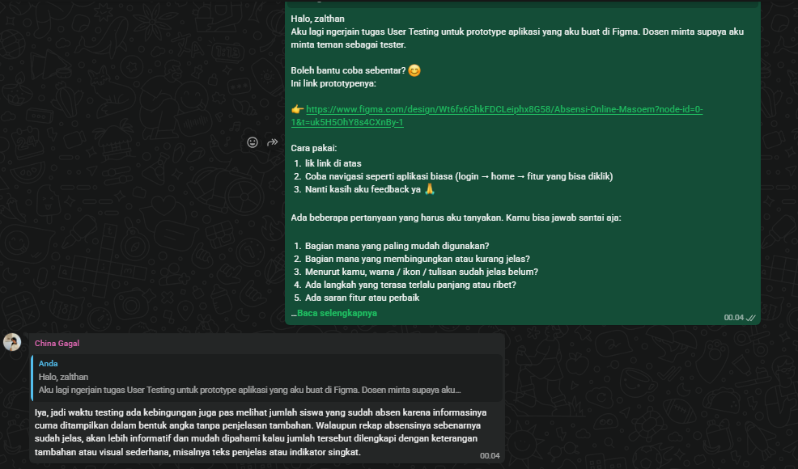 Halo, zalthan
Aku lagi ngerjain tugas User Testing untuk prototype aplikasi yang aku buat di Figma. Dosen minta supaya aku
minta teman sebagai tester.
Boleh bantu coba sebentar? 😊
Ini link prototypenya:
👉 https://www.figma.com/design/Wt6fx6GhkFDCLeiphx8G58/Absensi-Online-Masoem?node-id=0-
1&t=uk5H5OhY8s4CXnBy-1
Cara pakai:
1. lik link di atas
2. Coba navigasi seperti aplikasi biasa (login → home → fitur yang bisa diklik)
3. Nanti kasih aku feedback ya 🙏
Ada beberapa pertanyaan yang harus aku tanyakan. Kamu bisa jawab santai aja:
1. Bagian mana yang paling mudah digunakan?
2. Bagian mana yang membingungkan atau kurang jelas?
3. Menurut kamu, warna / ikon / tulisan sudah jelas belum?
4. Ada langkah yang terasa terlalu panjang atau ribet?
5. Ada saran fitur atau perbaik
...Baca selengkapnya
00.04
China Gagal
Anda
Halo, zalthan
Aku lagi ngerjain tugas User Testing untuk prototype aplikasi yang aku buat di Figma. Dosen minta supaya aku...
Iya, jadi waktu testing ada kebingungan juga pas melihat jumlah siswa yang sudah absen karena informasinya
cuma ditampilkan dalam bentuk angka tanpa penjelasan tambahan. Walaupun rekap absensinya sebenarnya
sudah jelas, akan lebih informatif dan mudah dipahami kalau jumlah tersebut dilengkapi dengan keterangan
tambahan atau visual sederhana, misalnya teks penjelas atau indikator singkat.
00.04